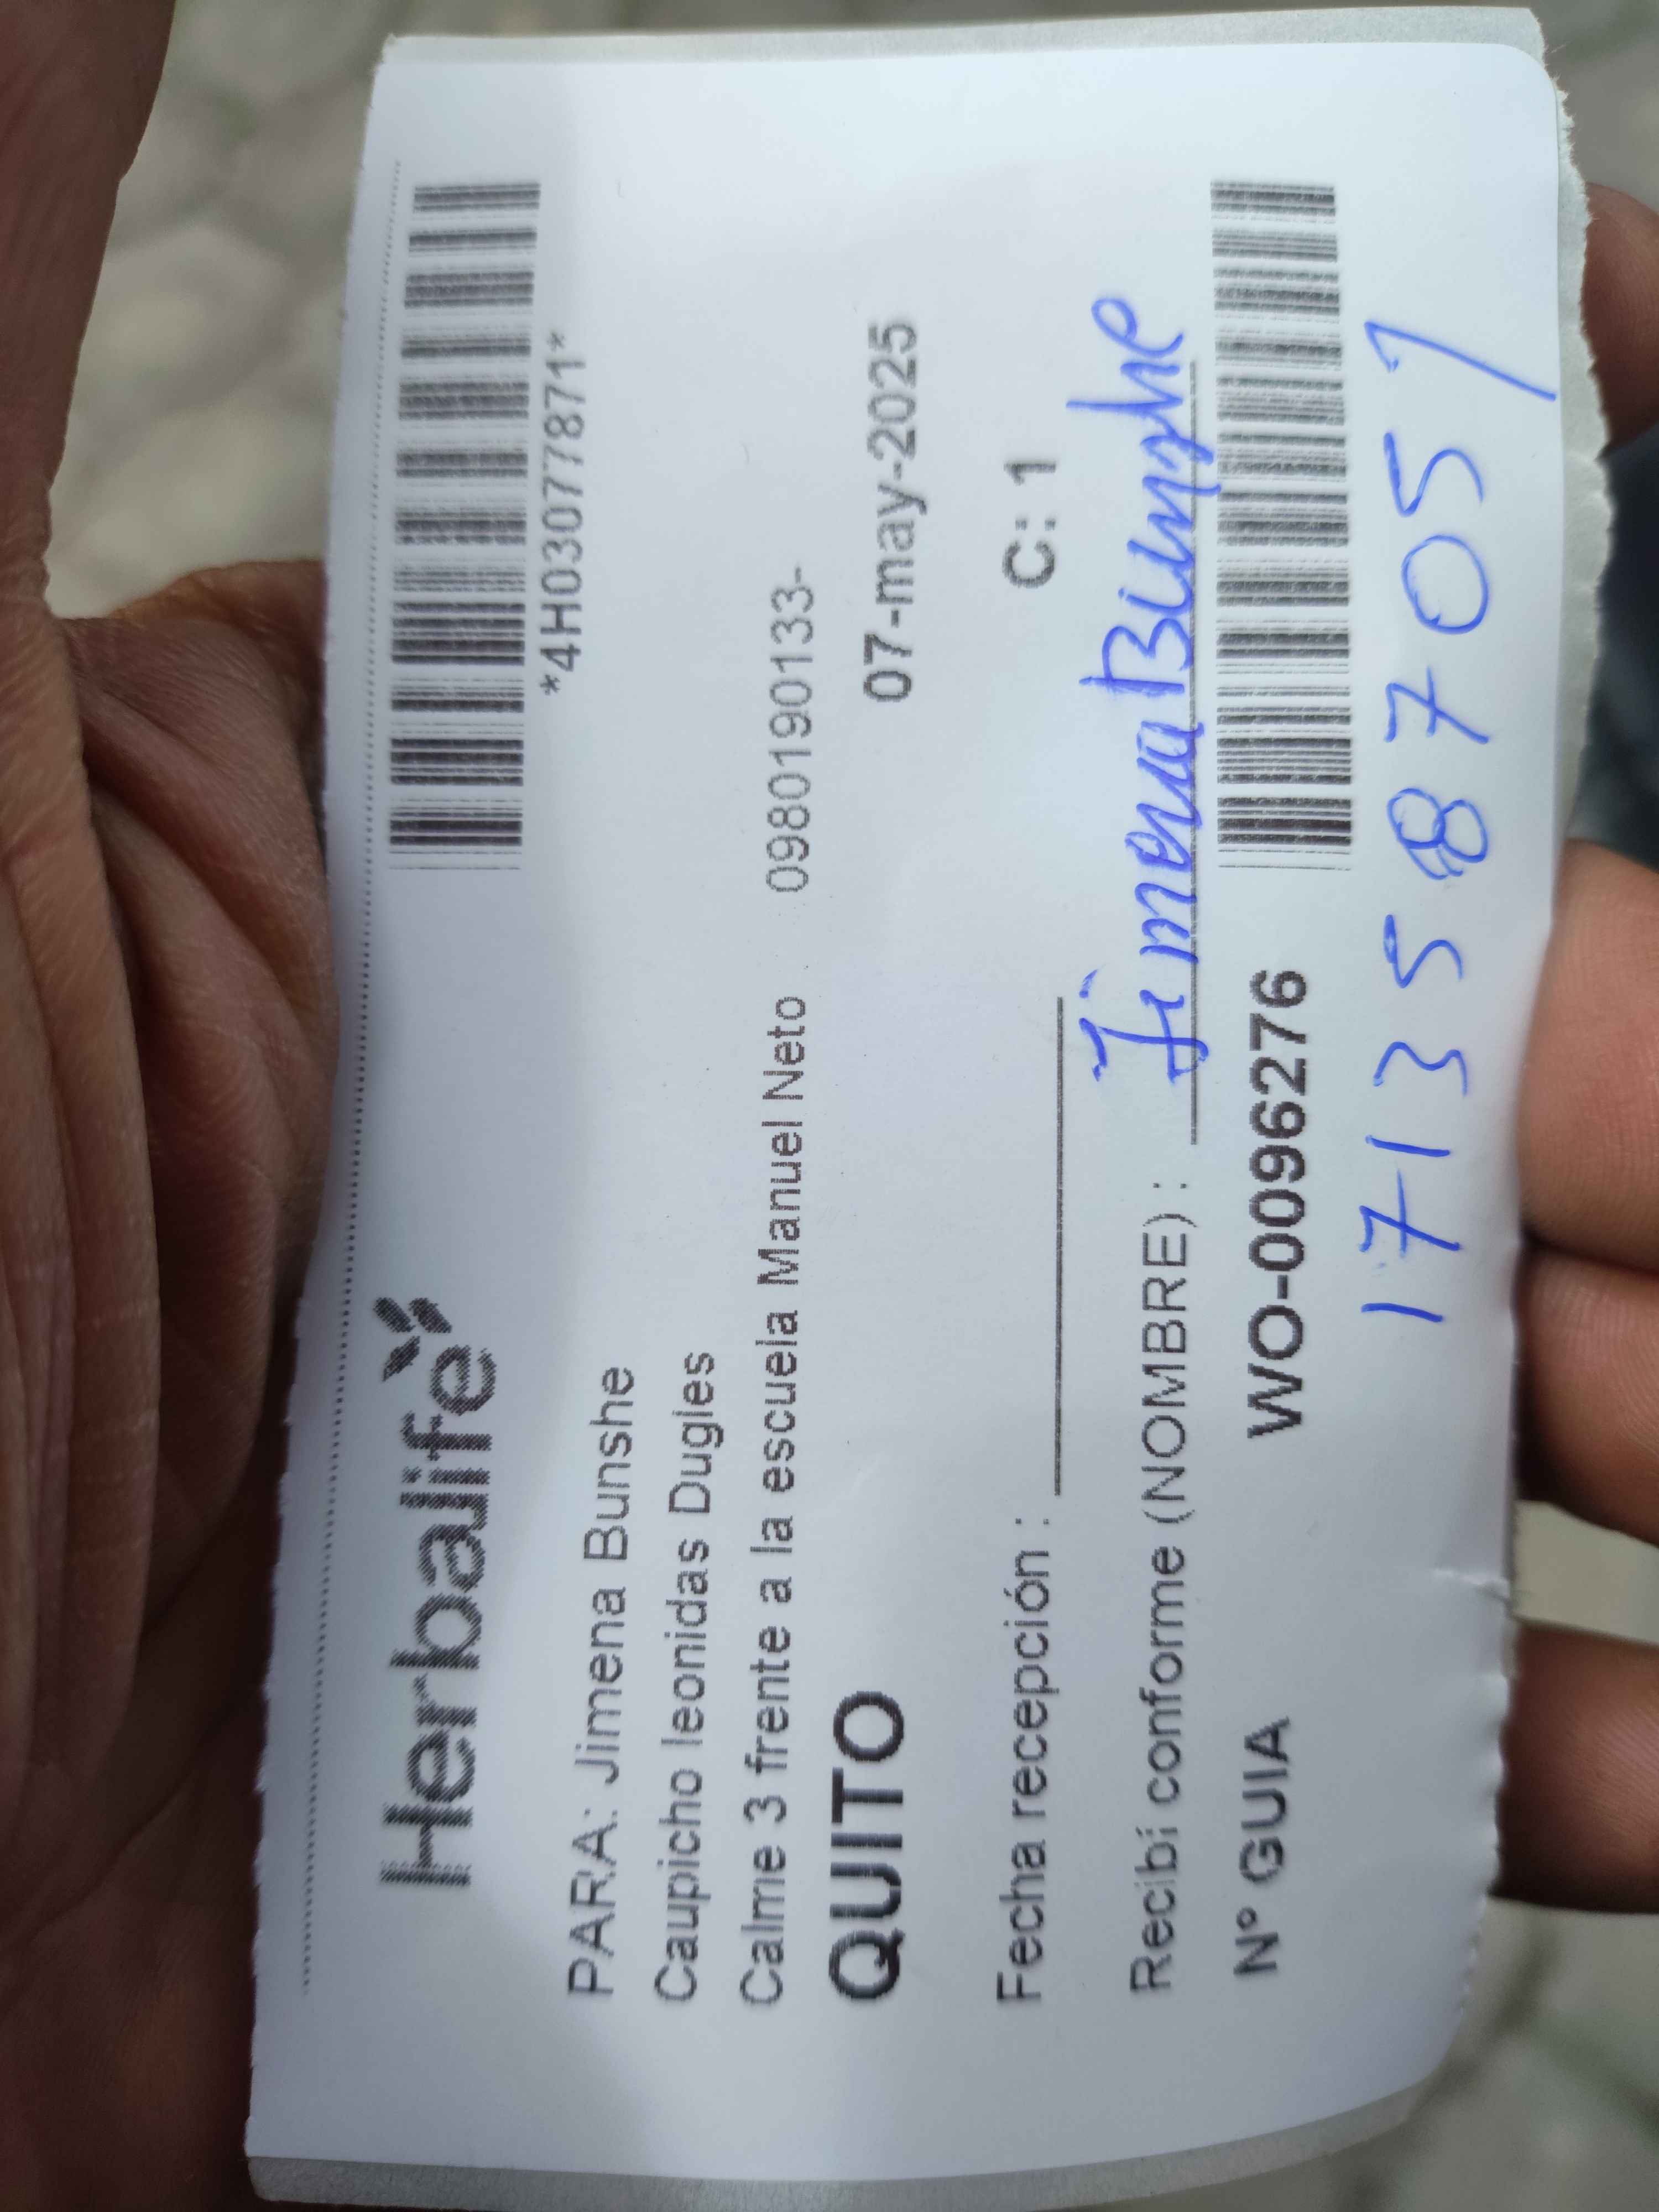 Herbalife
*4H03077871*
PARA: Jimena Bunshe
Caupicho leonidas Dugles
Calme 3 frente a la escuela Manuel Neto 0980190133-
QUITO 07-may-2025
Fecha recepción : C: 1
Recibí conforme (NOMBRE) : Jimena Bunshe
Nº GUIA WO-0096276
1713587051